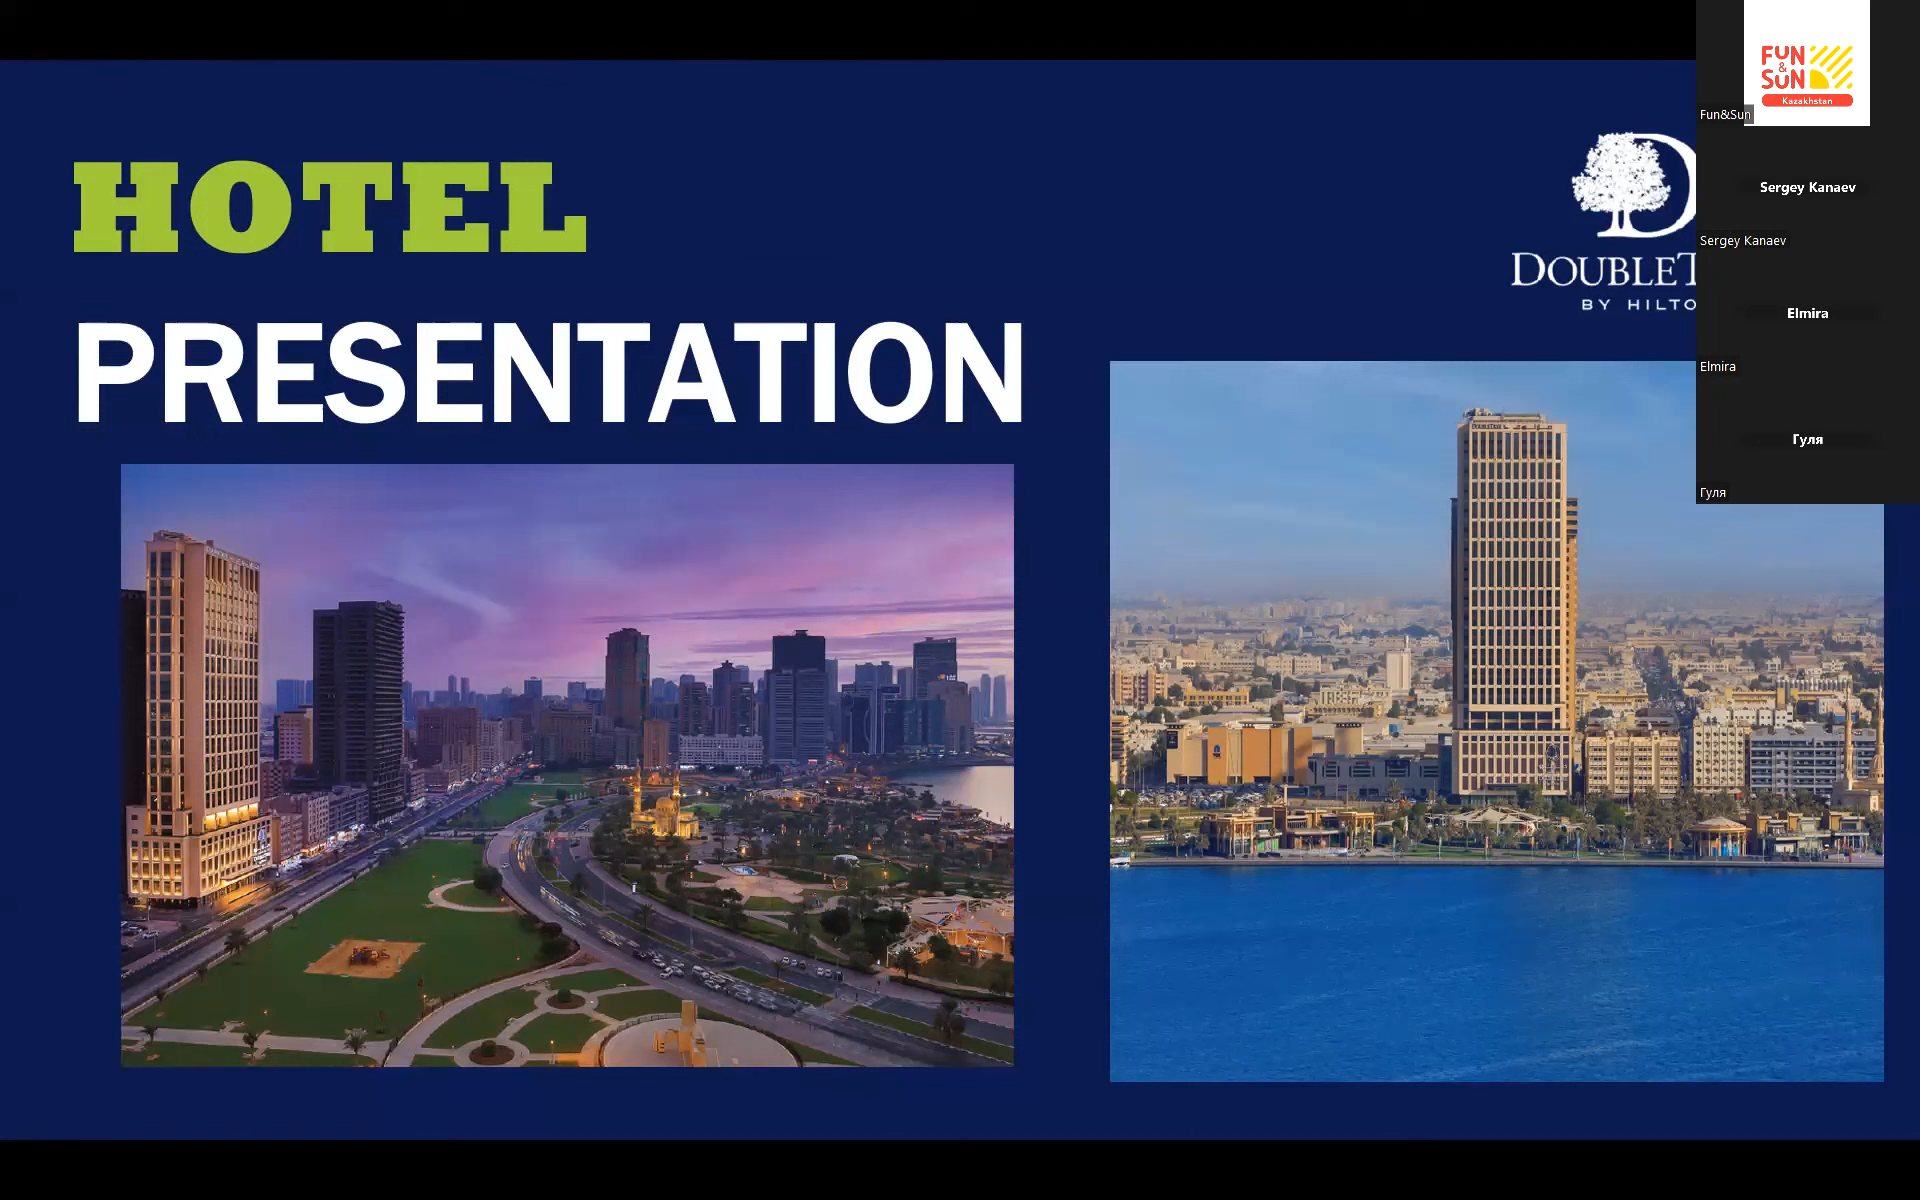 HOTEL
PRESENTATION
DOUBLET
BY HILTO
FUN
&
SUN
Kazakhstan
Fun&Sun
Sergey Kanaev
Sergey Kanaev
Elmira
Elmira
Гуля
Гуля